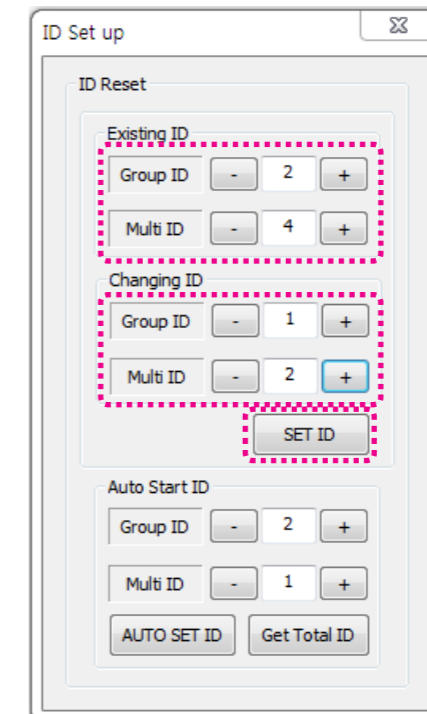 ID Set up
ID Reset
Existing ID
Group ID - 2 +
Multi ID - 4 +
Changing ID
Group ID - 1 +
Multi ID - 2 +
SET ID
Auto Start ID
Group ID - 2 +
Multi ID - 1 +
AUTO SET ID Get Total ID